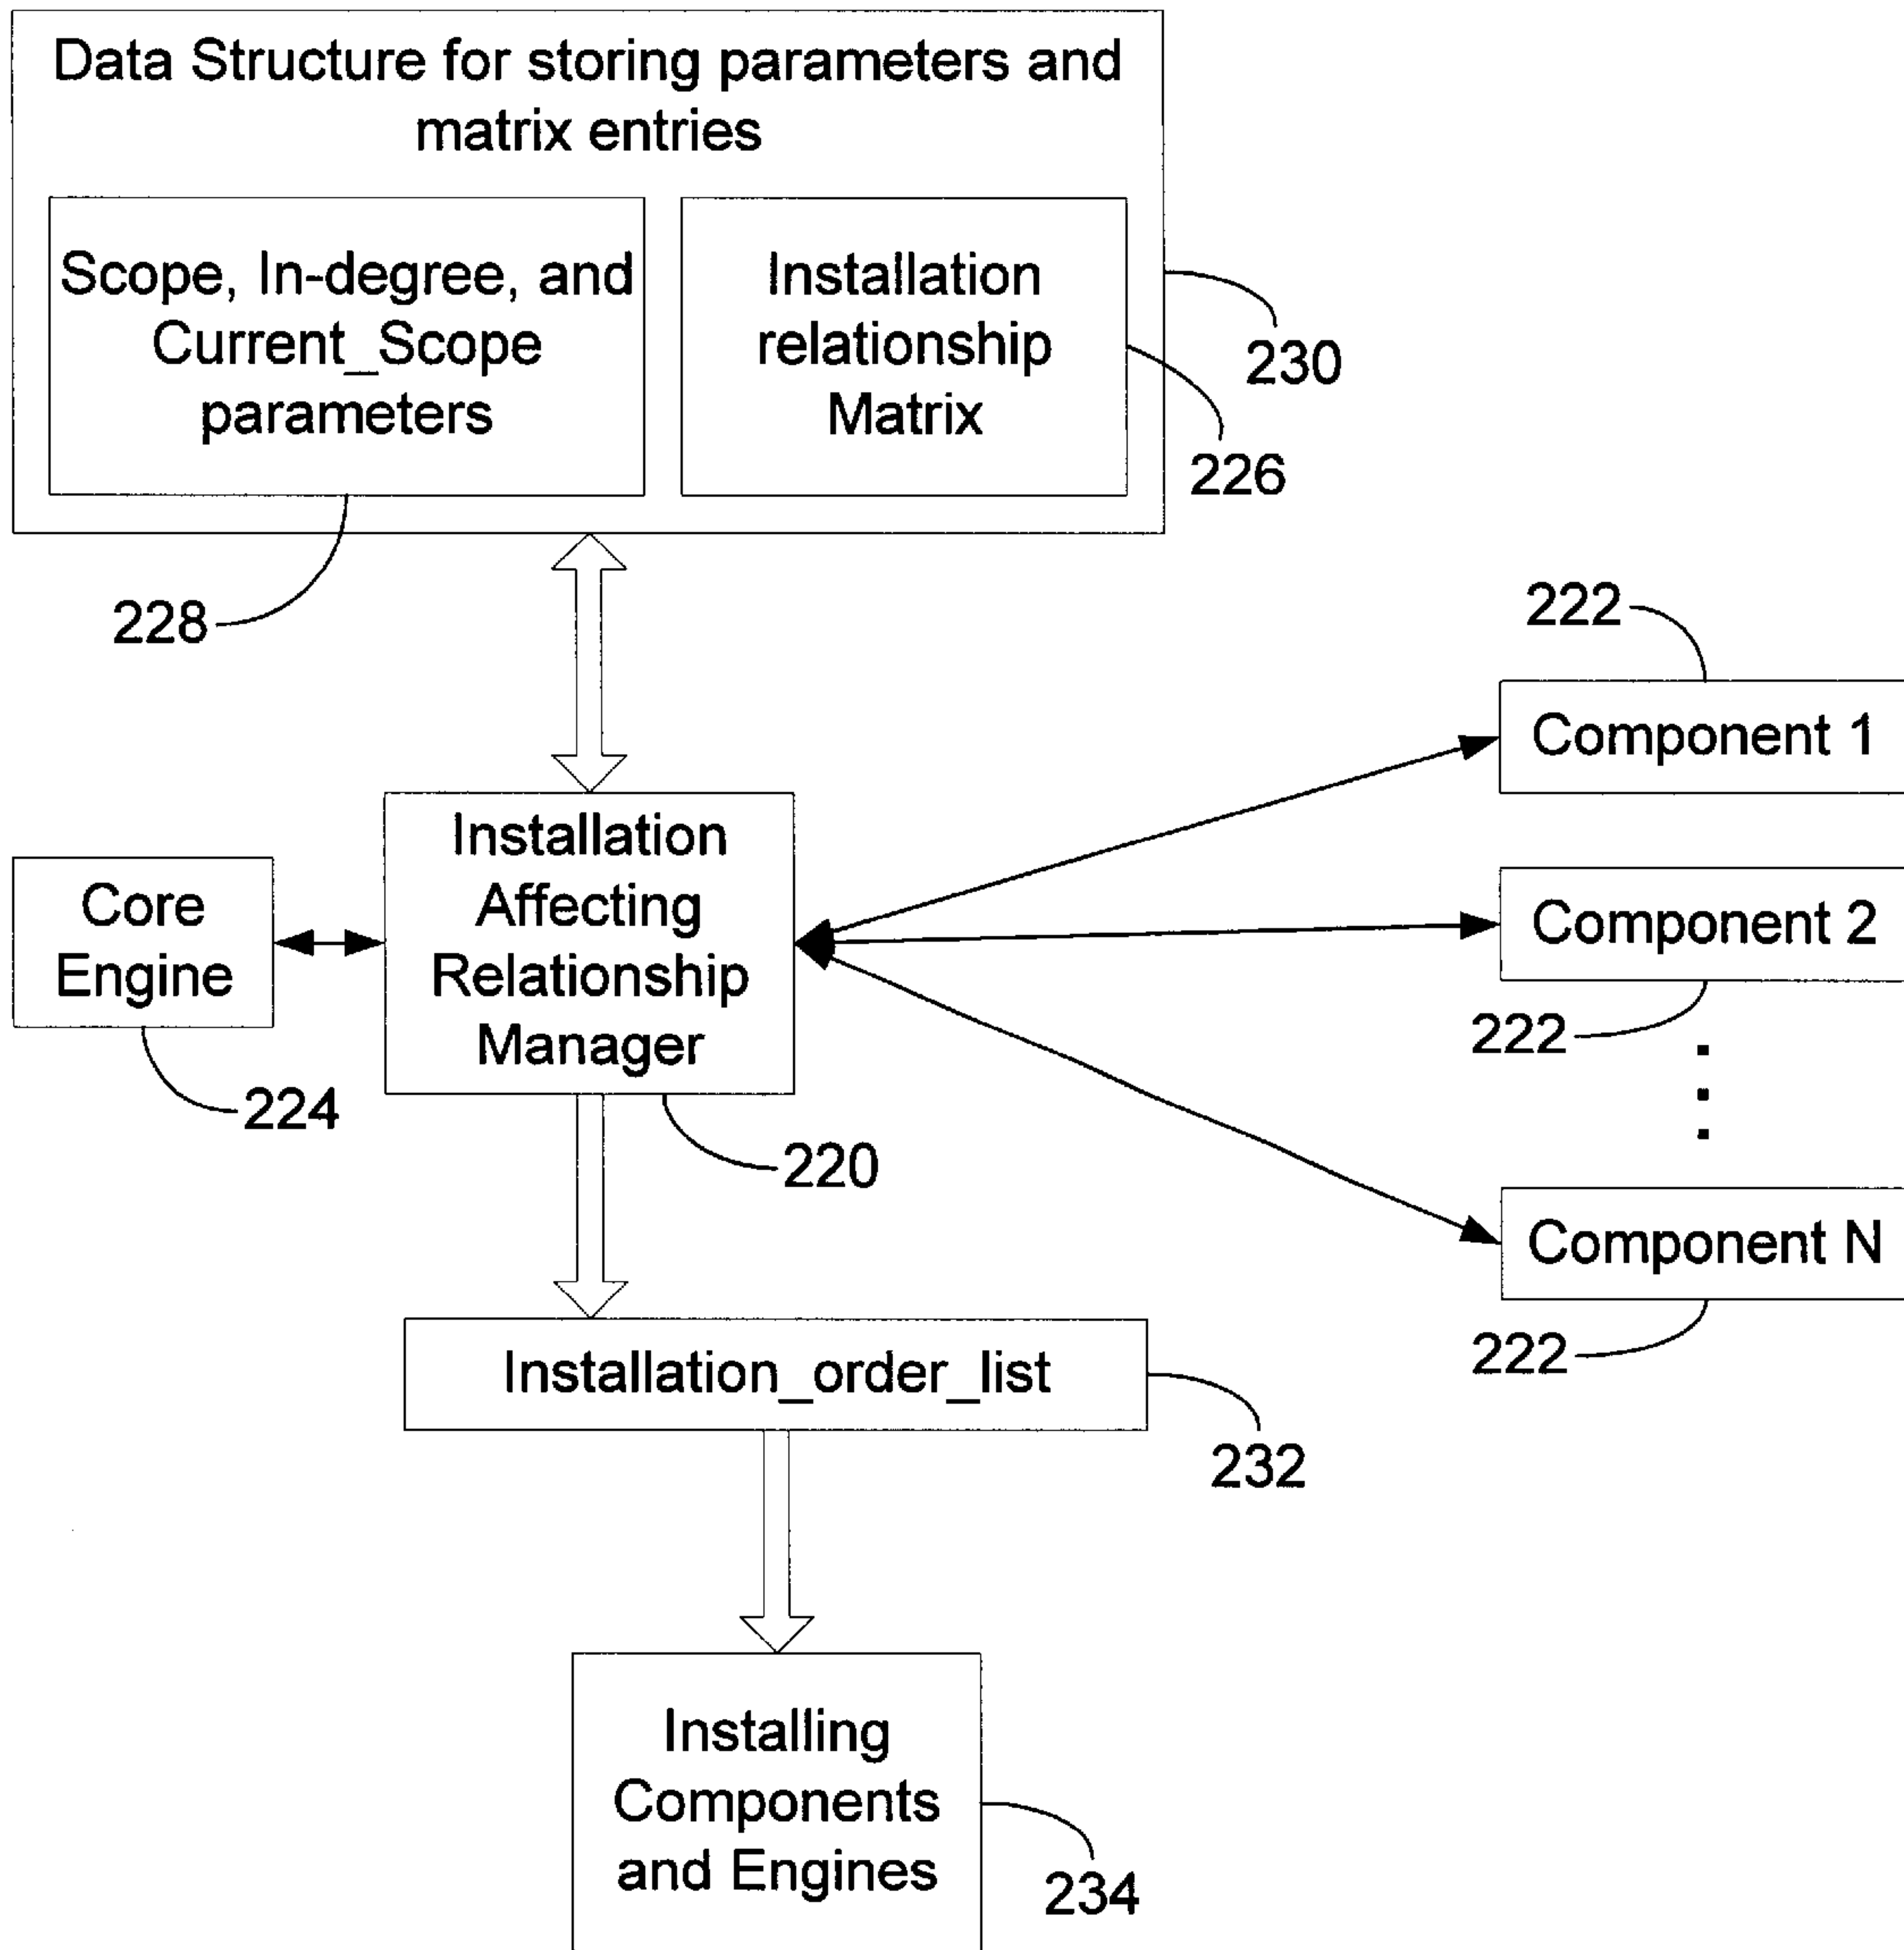 Data Structure for storing parameters and
matrix entries
Scope, In-degree, and
Current_Scope
parameters
Installation
relationship
Matrix
230
226
228
222
Component 1
Installation
Affecting
Relationship
Manager
Core
Engine
Component 2
222
224
220
Component N
222
Installation_order_list
232
Installing
Components
and Engines
234